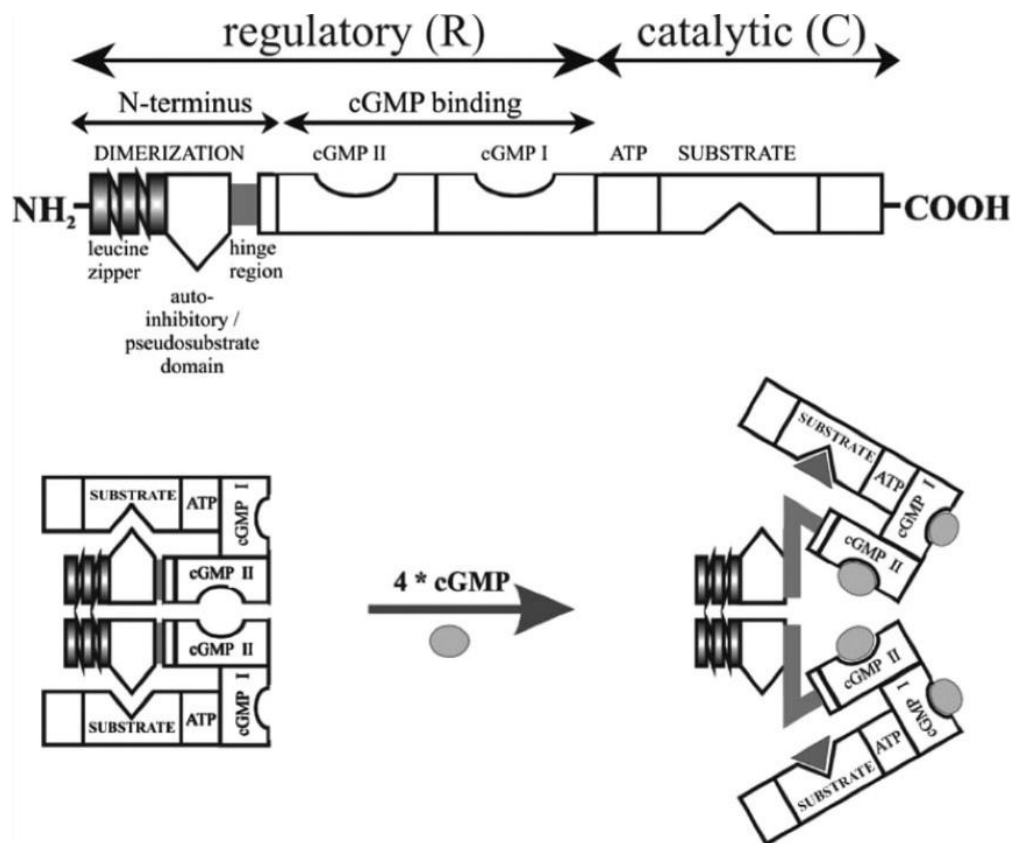 regulatory (R) catalytic (C)
N-terminus cGMP binding
DIMERIZATION cGMP II cGMP I ATP SUBSTRATE
NH₂ COOH
leucine
zipper
hinge
region
auto-
inhibitory /
pseudosubstrate
domain
SUBSTRATE ATP cGMP I
cGMP II
cGMP II
SUBSTRATE ATP cGMP I
4 * cGMP
SUBSTRATE ATP cGMP I
cGMP II
cGMP II
SUBSTRATE ATP cGMP I